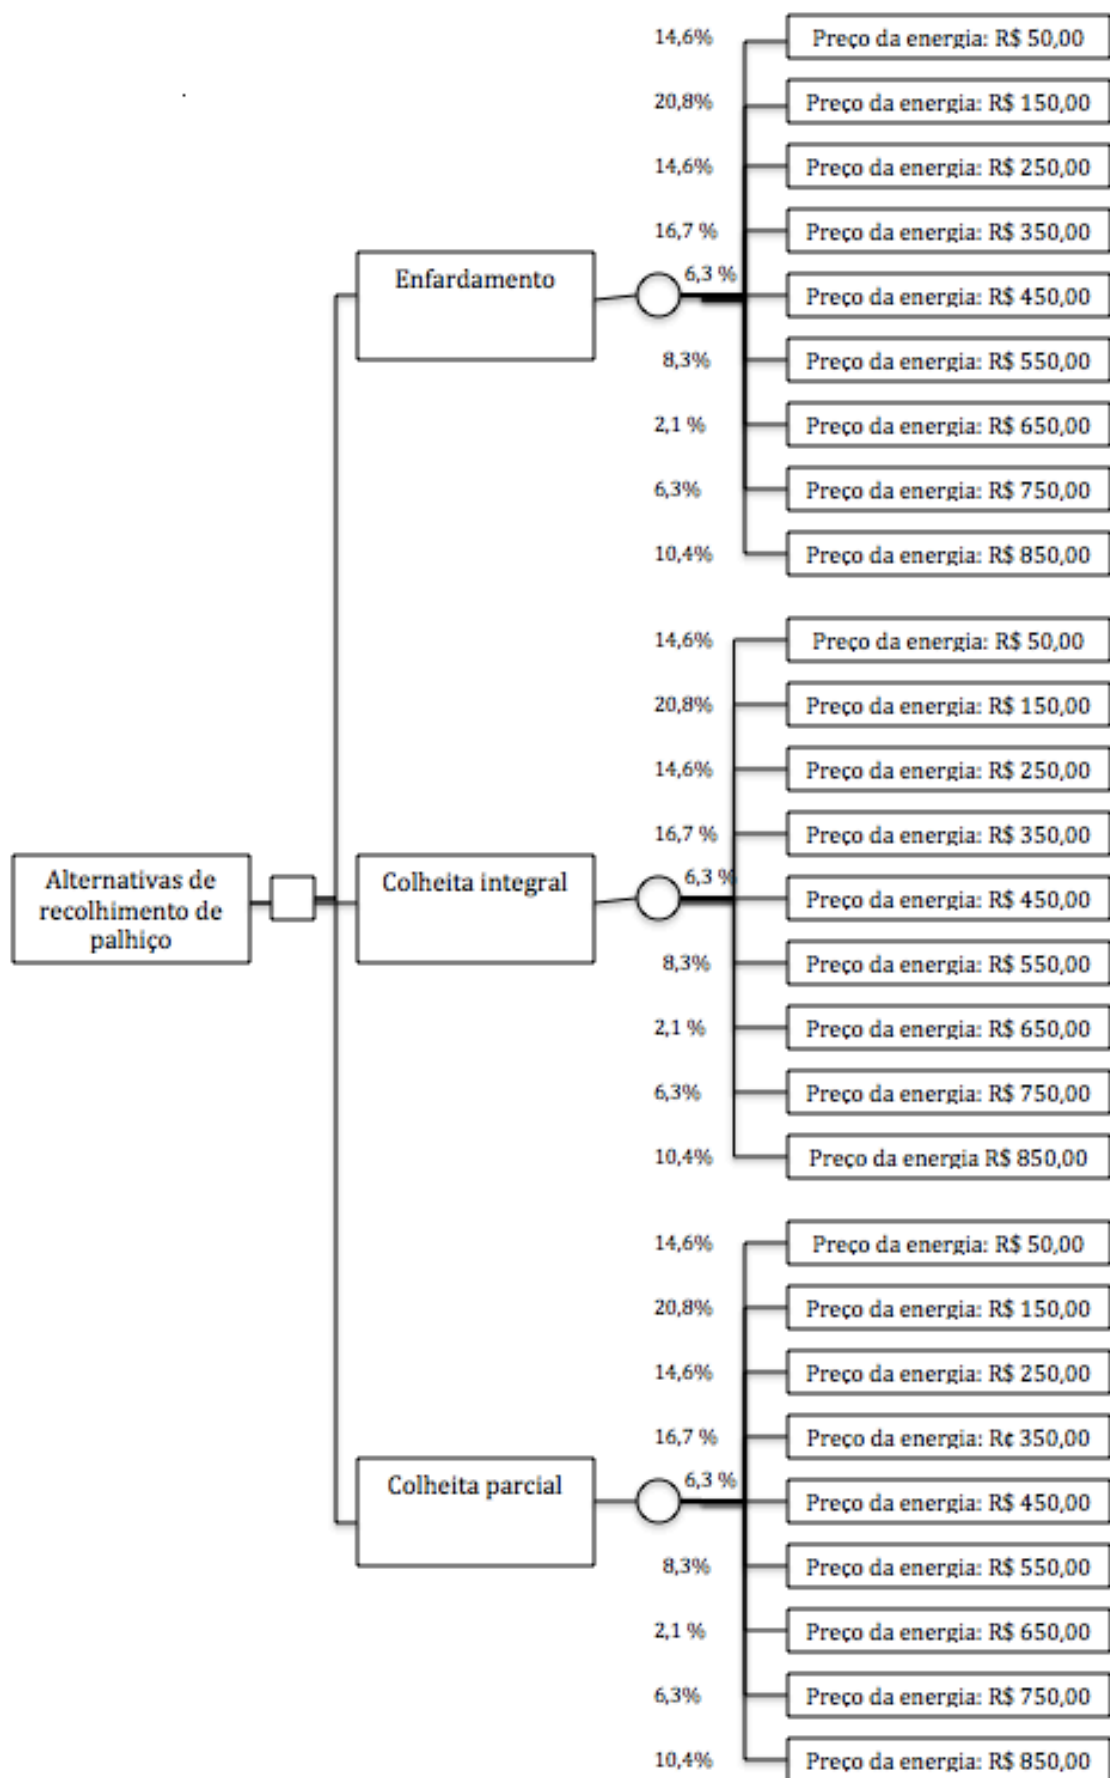 14,6%
Preço da energia: R$ 50,00
20,8%
Preço da energia: R$ 150,00
14,6%
Preço da energia: R$ 250,00
16,7 %
Preço da energia: R$ 350,00
Enfardamento
6,3 %
Preço da energia: R$ 450,00
8,3%
Preço da energia: R$ 550,00
2,1 %
Preço da energia: R$ 650,00
6,3%
Preço da energia: R$ 750,00
10,4%
Preço da energia: R$ 850,00
14,6%
Preço da energia: R$ 50,00
20,8%
Preço da energia: R$ 150,00
14,6%
Preço da energia: R$ 250,00
16,7 %
Preço da energia: R$ 350,00
Alternativas de
recolhimento de
palhiço
Colheita integral
6,3 %
Preço da energia: R$ 450,00
8,3%
Preço da energia: R$ 550,00
2,1 %
Preço da energia: R$ 650,00
6,3%
Preço da energia: R$ 750,00
10,4%
Preço da energia R$ 850,00
14,6%
Preço da energia: R$ 50,00
20,8%
Preço da energia: R$ 150,00
14,6%
Preço da energia: R$ 250,00
16,7 %
Preço da energia: R¢ 350,00
Colheita parcial
6,3 %
Preço da energia: R$ 450,00
8,3%
Preço da energia: R$ 550,00
2,1 %
Preço da energia: R$ 650,00
6,3%
Preço da energia: R$ 750,00
10,4%
Preço da energia: R$ 850,00